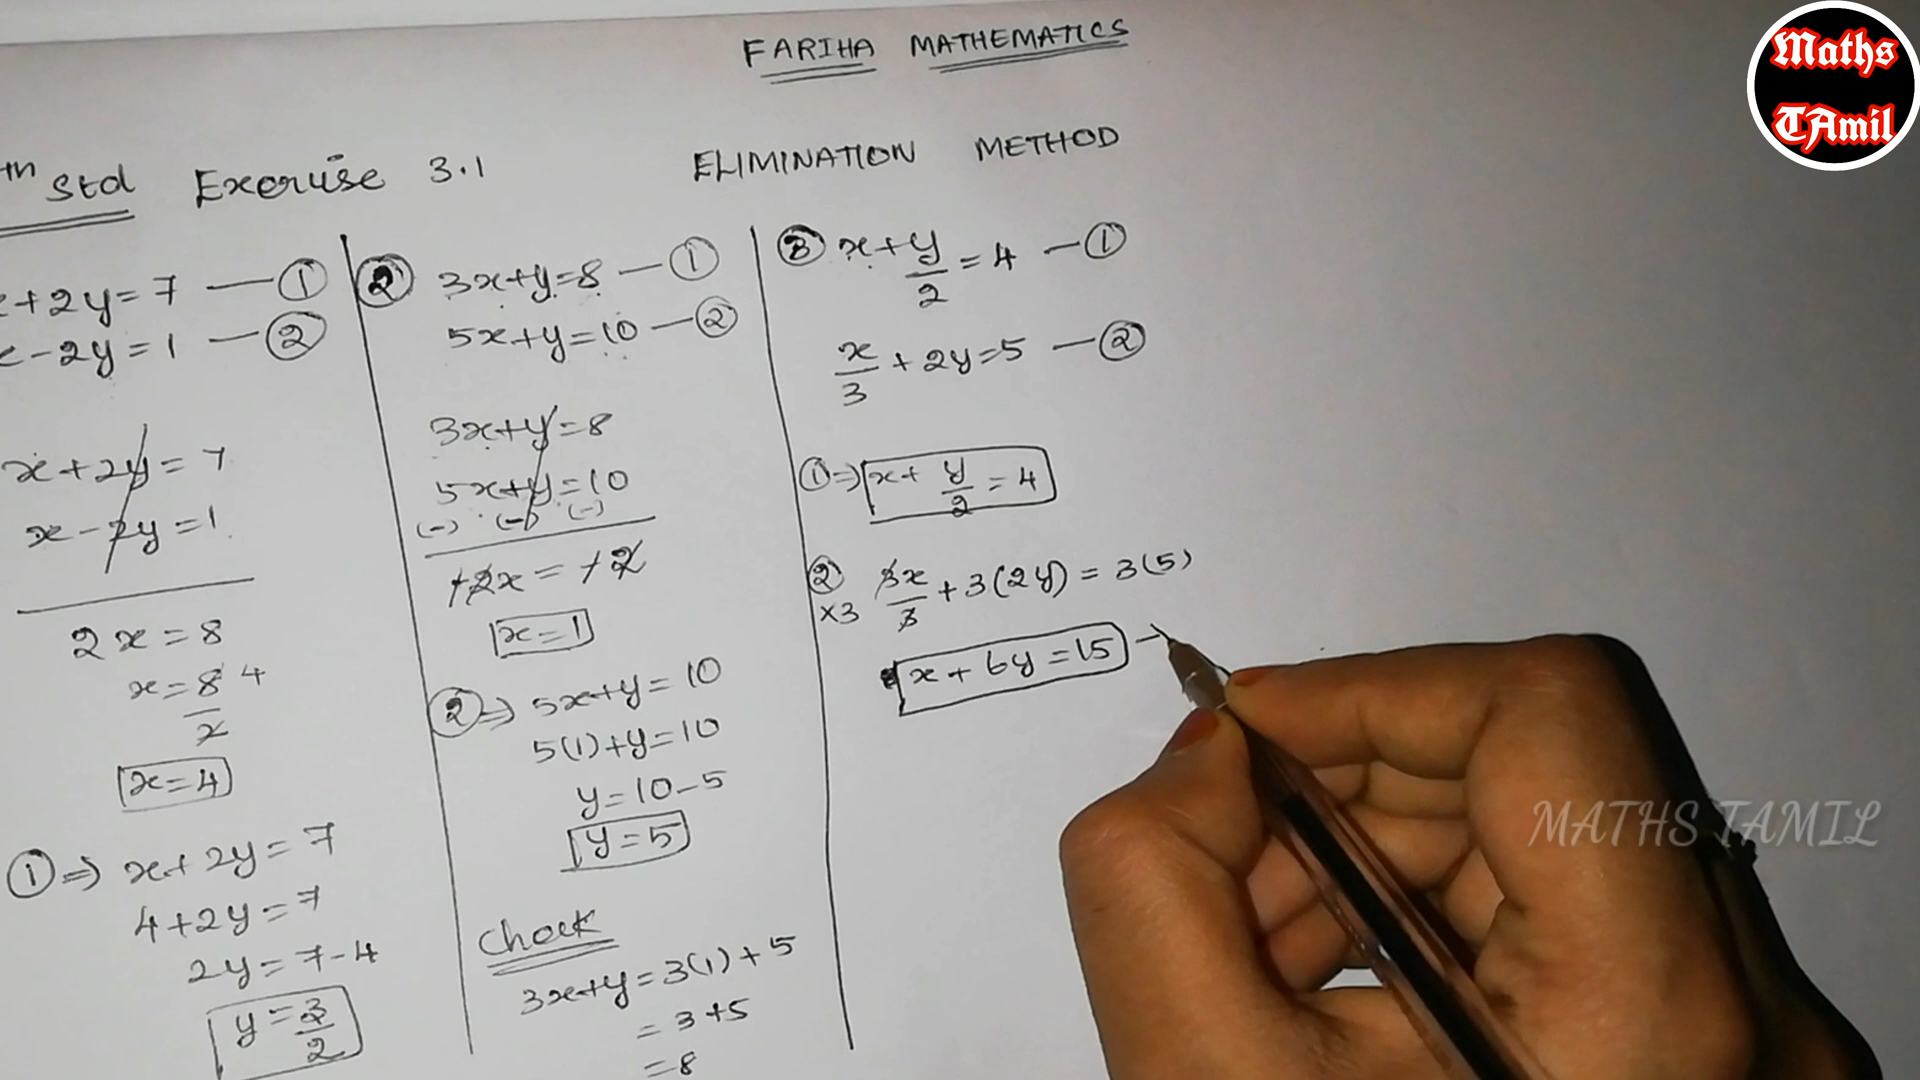 FARIHA MATHEMATICS
Maths
TAmil
th Std Exercise 3.1
ELIMINATION METHOD
x+2y=7 — ①
x-2y=1 — ②
x+2y=7
x-2y=1
2x=8
x=8/2 4
x=4
①⇒ x+2y=7
4+2y=7
2y=7-4
y=3/2
② 3x+y=8 — ①
5x+y=10 — ②
3x+y=8
5x+y=10
(-) (-) (-)
+2x=+2
x=1
②⇒ 5x+y=10
5(1)+y=10
y=10-5
y=5
Check
3x+y=3(1)+5
=3+5
=8
③ x+y/2=4 — ①
x/3+2y=5 — ②
①⇒ x+y/2=4
②×3 3x/3+3(2y)=3(5)
x+6y=15 —
MATHS TAMIL